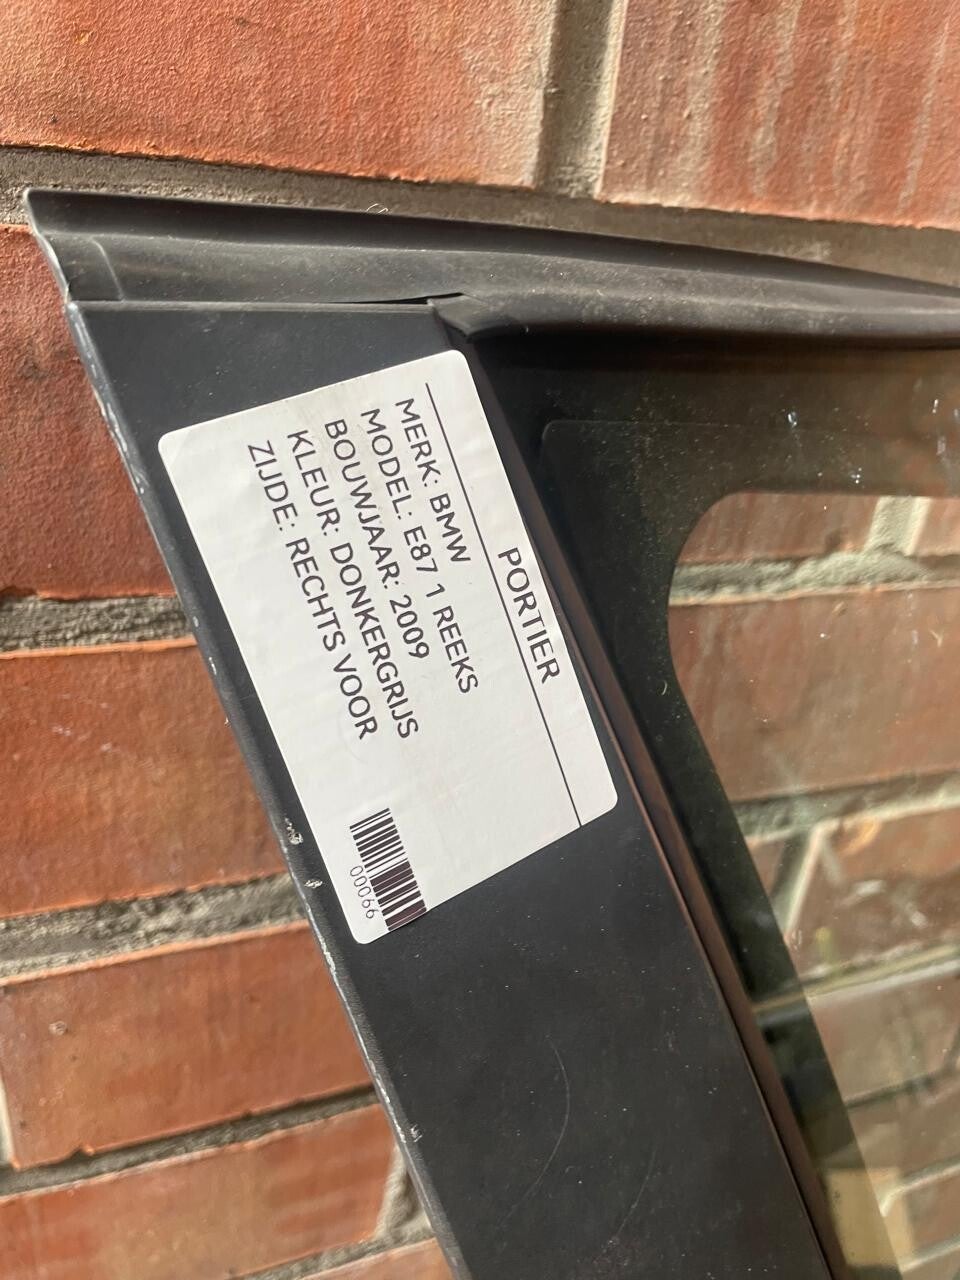 PORTIER
MERK: BMW
MODEL: E87 1 REEKS
BOUWJAAR: 2009
KLEUR: DONKERGRIJS
ZIJDE: RECHTS VOOR
00066